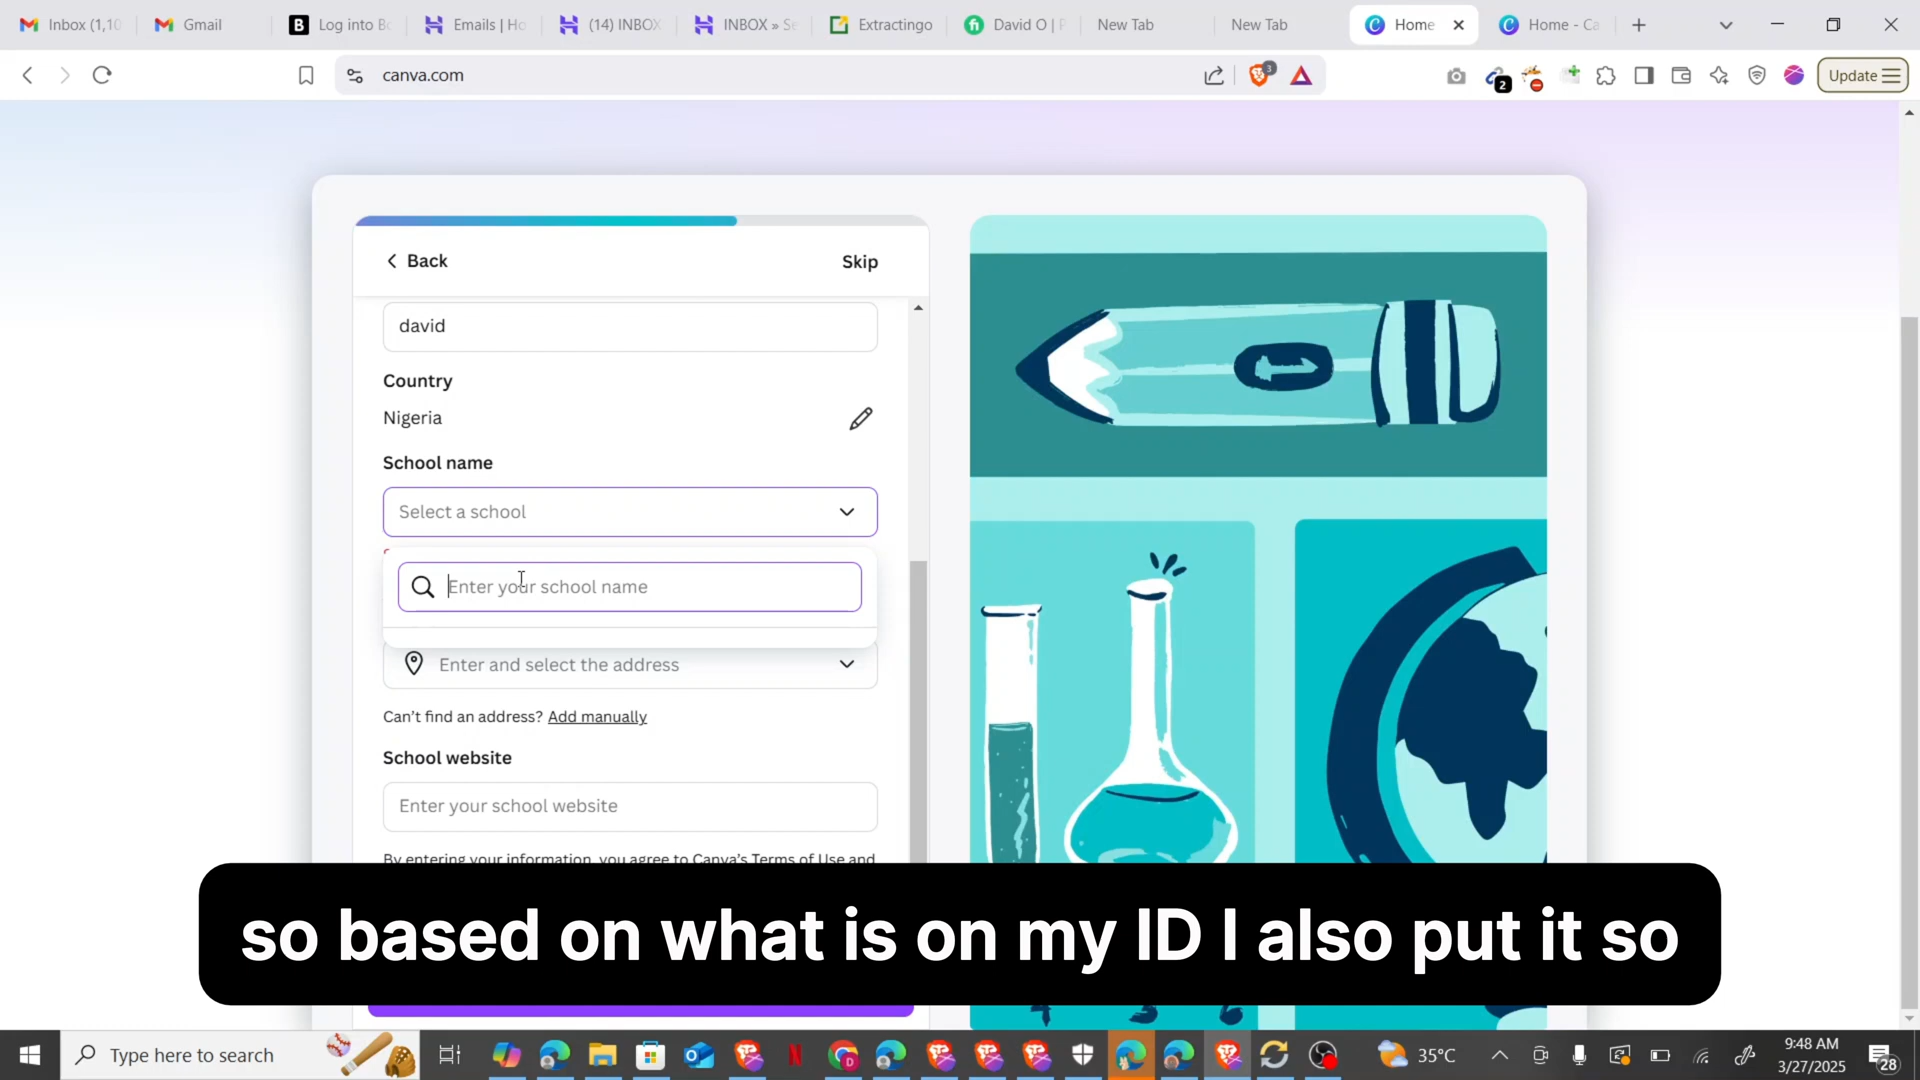 Inbox (1,10
Gmail
Log into Bo
Emails | Ho
(14) INBOX
INBOX » Se
Extractingo
David O | F
New Tab
New Tab
Home
Home - Ca
canva.com
3
2
Update
Back
Skip
david
Country
Nigeria
School name
Select a school
Enter your school name
Enter and select the address
Can't find an address? Add manually
School website
Enter your school website
By entering your information, you agree to Canva's Terms of Use and
so based on what is on my ID I also put it so
Type here to search
35°C
9:48 AM
3/27/2025
28